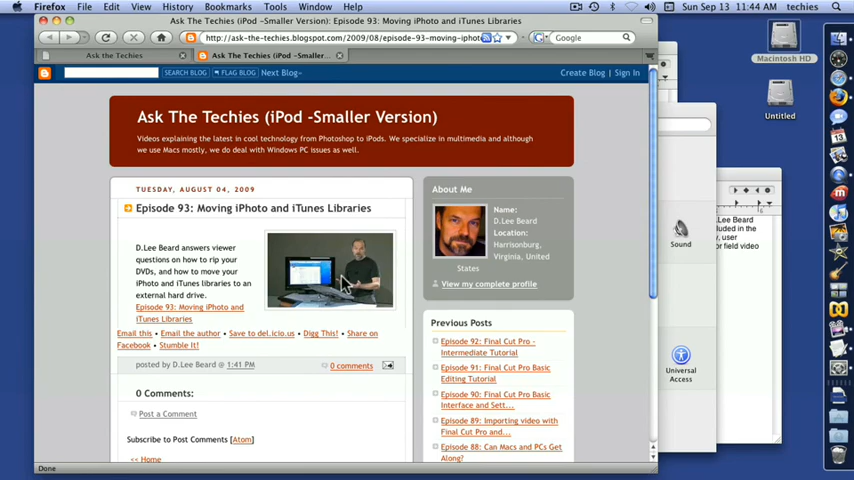 Firefox File Edit View History Bookmarks Tools Window Help
Sun Sep 13 11:44 AM techies
Ask The Techies (iPod -Smaller Version): Episode 93: Moving iPhoto and iTunes Libraries
http://ask-the-techies.blogspot.com/2009/08/episode-93-moving-iphot
Google
Ask the Techies
Ask The Techies (iPod -Smaller...
SEARCH BLOG
FLAG BLOG
Next Blog»
Create Blog | Sign In
Ask The Techies (iPod -Smaller Version)
Videos explaining the latest in cool technology from Photoshop to iPods. We specialize in multimedia and although
we use Macs mostly, we do deal with Windows PC issues as well.
TUESDAY, AUGUST 04, 2009
Episode 93: Moving iPhoto and iTunes Libraries
D.Lee Beard answers viewer
questions on how to rip your
DVDs, and how to move your
iPhoto and iTunes libraries to an
external hard drive.
Episode 93: Moving iPhoto and
iTunes Libraries
Email this • Email the author • Save to del.icio.us • Digg This! • Share on
Facebook • Stumble It!
posted by D.Lee Beard @ 1:41 PM
0 comments
0 Comments:
Post a Comment
Subscribe to Post Comments [Atom]
<< Home
About Me
Name:
D.Lee Beard
Location:
Harrisonburg,
Virginia, United
States
View my complete profile
Previous Posts
Episode 92: Final Cut Pro -
Intermediate Tutorial
Episode 91: Final Cut Pro Basic
Editing Tutorial
Episode 90: Final Cut Pro Basic
Interface and Sett...
Episode 89: Importing video with
Final Cut Pro and...
Episode 88: Can Macs and PCs Get
Along?
Done
Sound
Universal
Access
.Lee Beard
cluded in the
y, user
or field video
Macintosh HD
Untitled